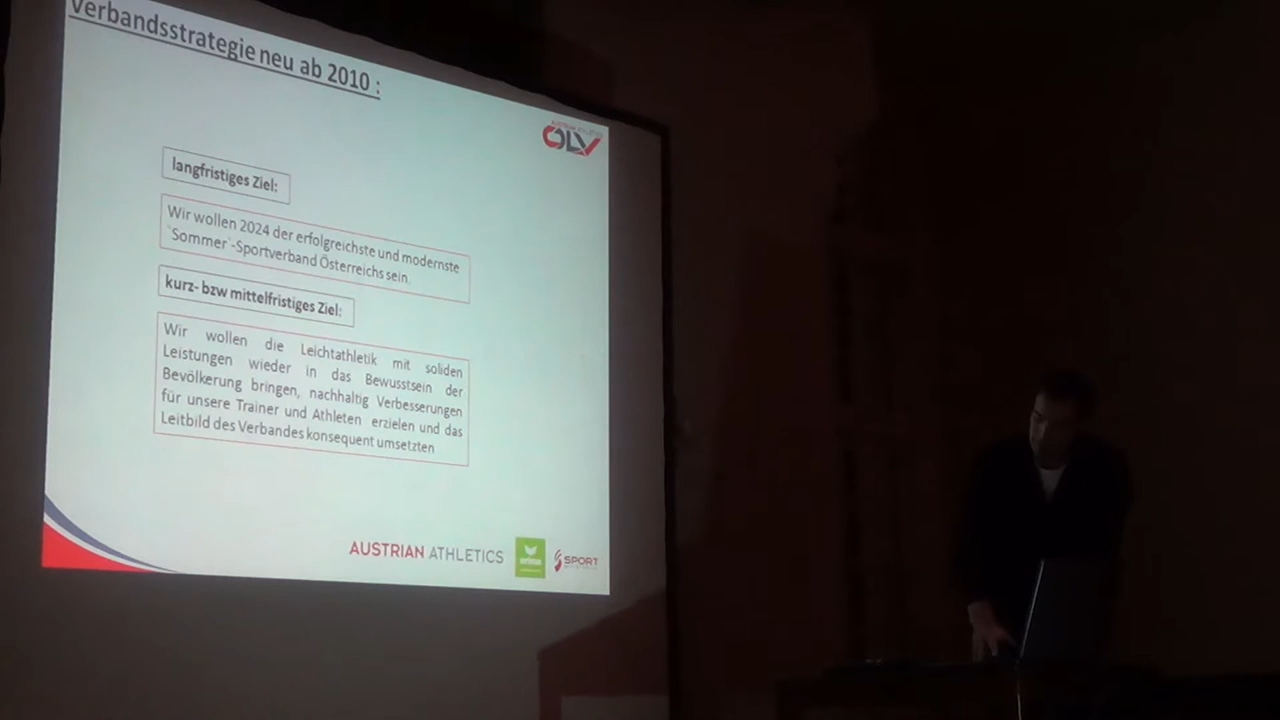 Verbandsstrategie neu ab 2010 :
AUSTRIAN ATHLETICS
ÖLV
langfristiges Ziel:
Wir wollen 2024 der erfolgreichste und modernste
`Sommer`-Sportverband Österreichs sein.
kurz- bzw mittelfristiges Ziel:
Wir wollen die Leichtathletik mit soliden
Leistungen wieder in das Bewusstsein der
Bevölkerung bringen, nachhaltig Verbesserungen
für unsere Trainer und Athleten erzielen und das
Leitbild des Verbandes konsequent umsetzten
AUSTRIAN ATHLETICS
erima
SPORT